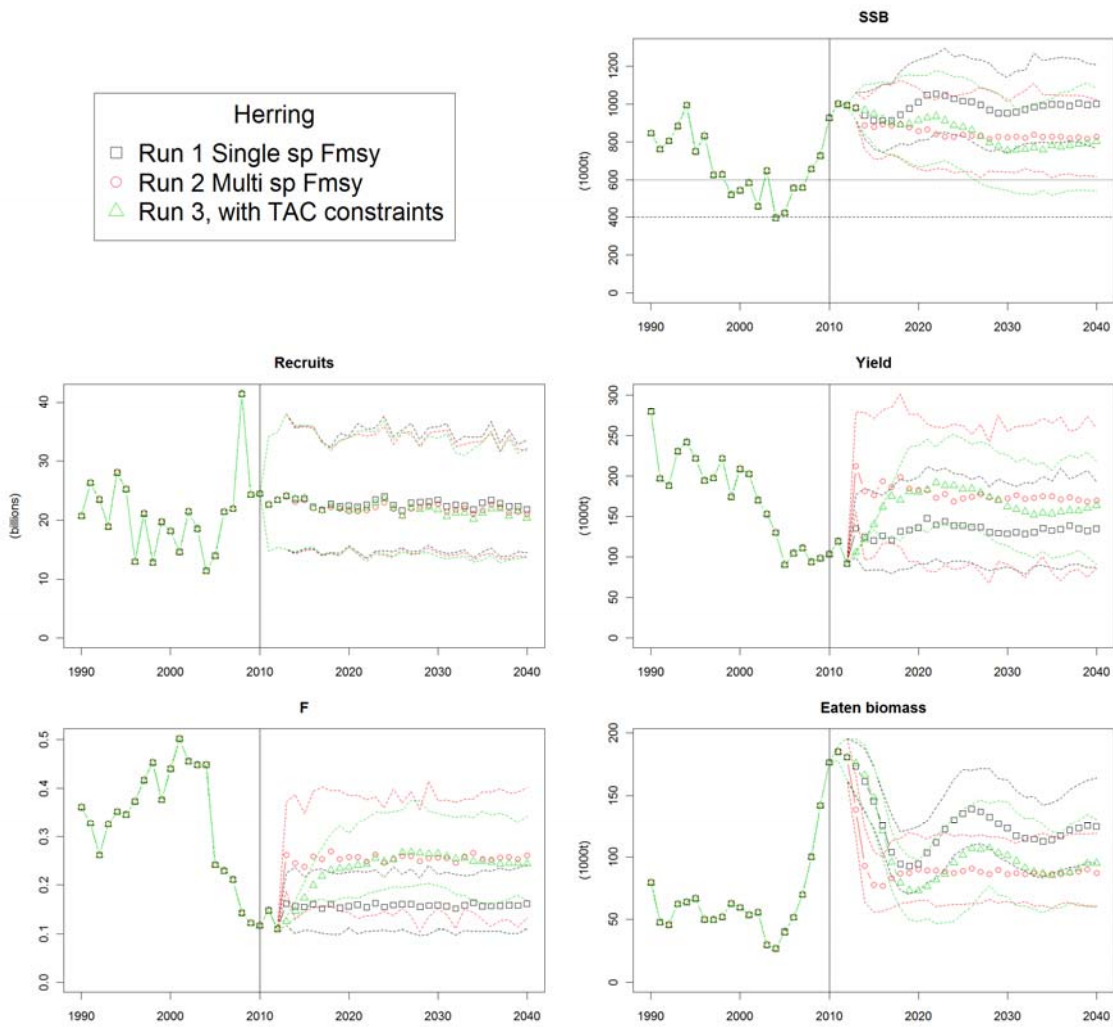 Herring
Run 1 Single sp Fmsy
Run 2 Multi sp Fmsy
Run 3, with TAC constraints
SSB
(1000t)
0 200 400 600 800 1000 1200
1990 2000 2010 2020 2030 2040
Recruits
(billions)
0 10 20 30 40
1990 2000 2010 2020 2030 2040
Yield
(1000t)
0 50 100 150 200 250 300
1990 2000 2010 2020 2030 2040
F
0.0 0.1 0.2 0.3 0.4 0.5
1990 2000 2010 2020 2030 2040
Eaten biomass
(1000t)
0 50 100 150 200
1990 2000 2010 2020 2030 2040